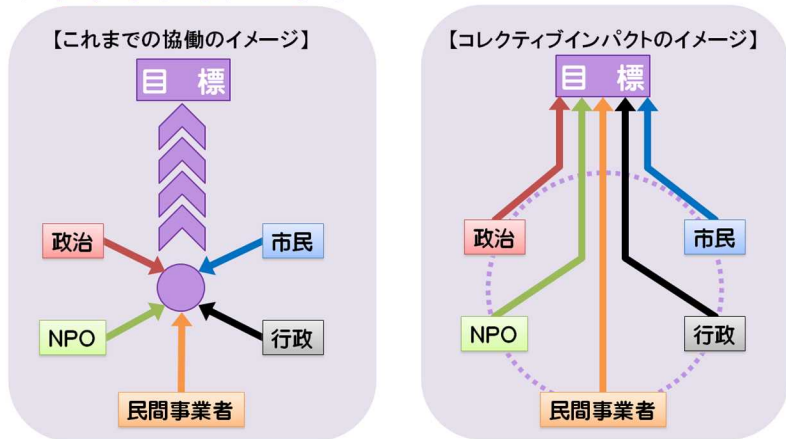 【これまでの協働のイメージ】
目 標
政治
市民
NPO
行政
民間事業者
【コレクティブインパクトのイメージ】
目 標
政治
市民
NPO
行政
民間事業者